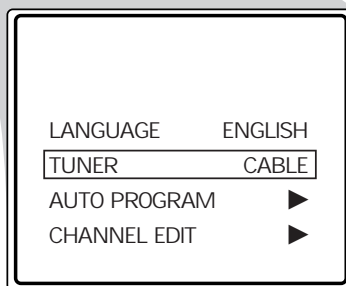 LANGUAGE ENGLISH
TUNER CABLE
AUTO PROGRAM ▶
CHANNEL EDIT ▶